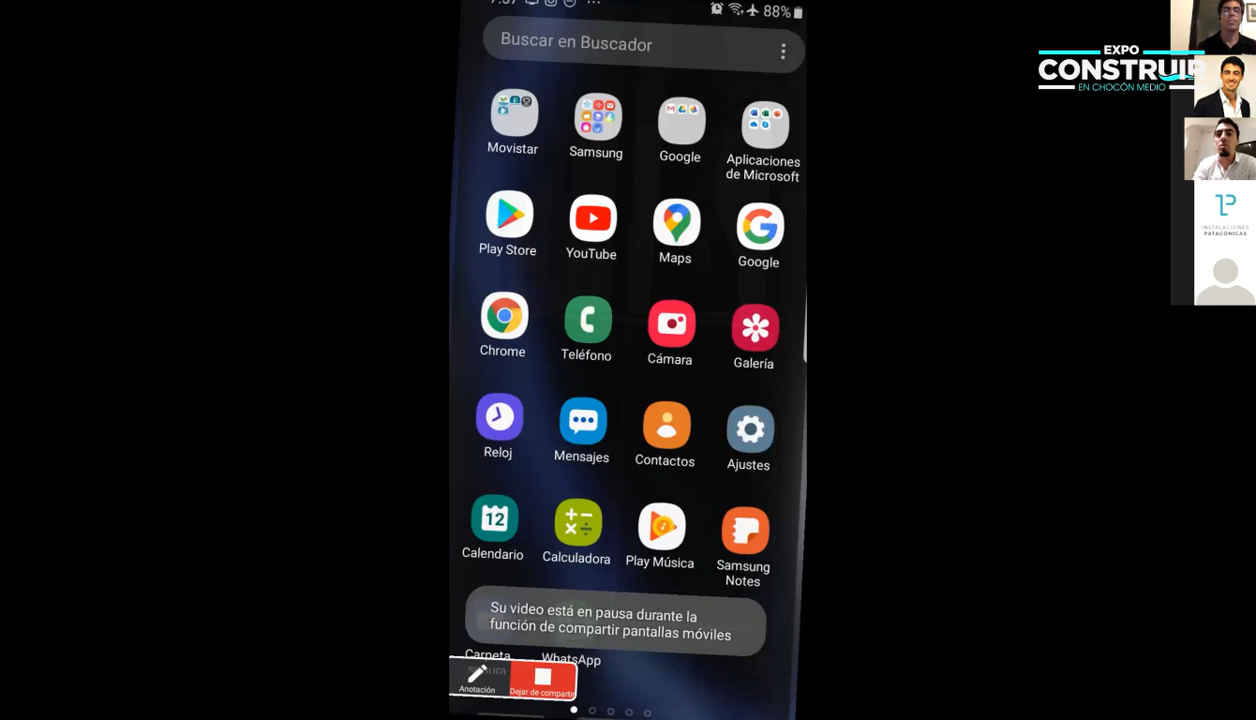 88%
Buscar en Buscador
Movistar
Samsung
Google
Aplicaciones
de Microsoft
Play Store
YouTube
Maps
Google
Chrome
Teléfono
Cámara
Galería
Reloj
Mensajes
Contactos
Ajustes
12
Calendario
Calculadora
Play Música
Samsung
Notes
Su video está en pausa durante la
función de compartir pantallas móviles
Carpeta
WhatsApp
Anotación
Dejar de compartir
EXPO
CONSTRUIR
EN CHOCÓN MEDIO
INSTALACIONES
PATAGÓNICAS